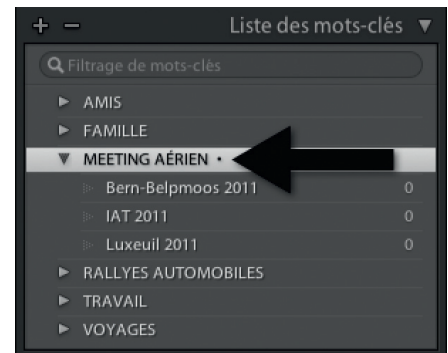 + − Liste des mots-clés ▼
Filtrage de mots-clés
▶ AMIS
▶ FAMILLE
▼ MEETING AÉRIEN •
Bern-Belpmoos 2011 0
IAT 2011 0
Luxeuil 2011 0
▶ RALLYES AUTOMOBILES
▶ TRAVAIL
▶ VOYAGES